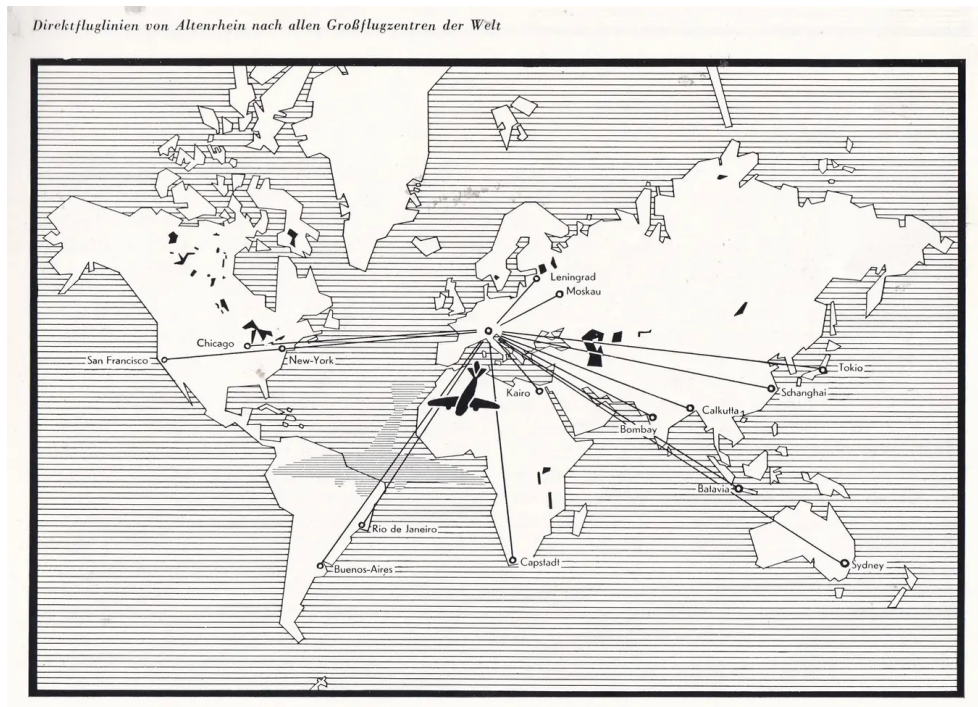 Direktfluglinien von Altenrhein nach allen Großflugzentren der Welt
Leningrad
Moskau
Chicago
San Francisco
New-York
Tokio
Kairo
Schanghai
Calkutta
Bombay
Batavia
Rio de Janeiro
Capstadt
Sydney
Buenos-Aires